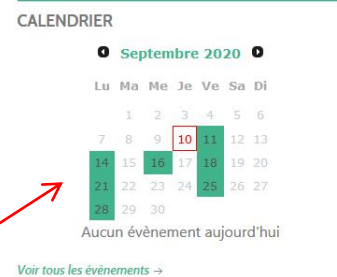 CALENDRIER
Septembre 2020
Lu Ma Me Je Ve Sa Di
1 2 3 4 5 6
7 8 9 10 11 12 13
14 15 16 17 18 19 20
21 22 23 24 25 26 27
28 29 30
Aucun évènement aujourd'hui
Voir tous les évènements →